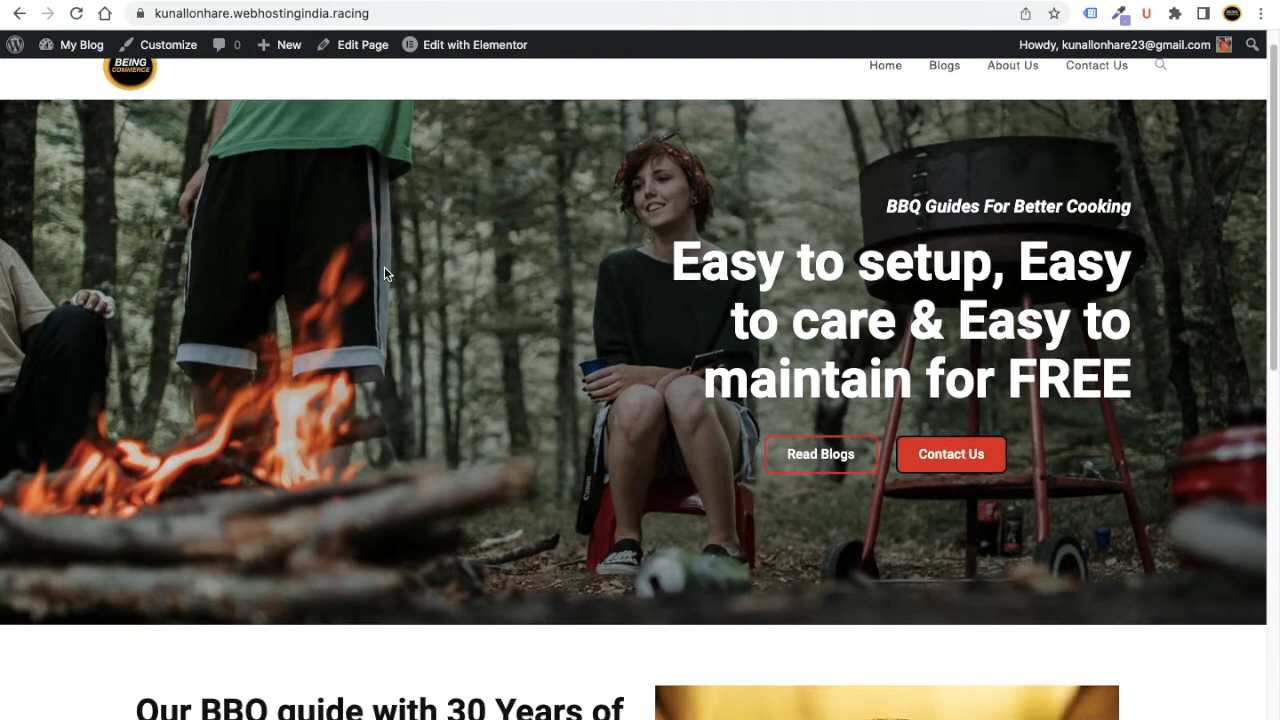 kunallonhare.webhostingindia.racing
My Blog Customize 0 New Edit Page Edit with Elementor Howdy, kunallonhare23@gmail.com
BEING
COMMERCE
Home Blogs About Us Contact Us
BBQ Guides For Better Cooking
Easy to setup, Easy
to care & Easy to
maintain for FREE
Read Blogs Contact Us
Canon
Our BBQ guide with 30 Years of